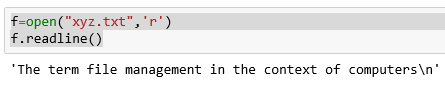 f=open("xyz.txt",'r')
f.readline()
'The term file management in the context of computers\n'